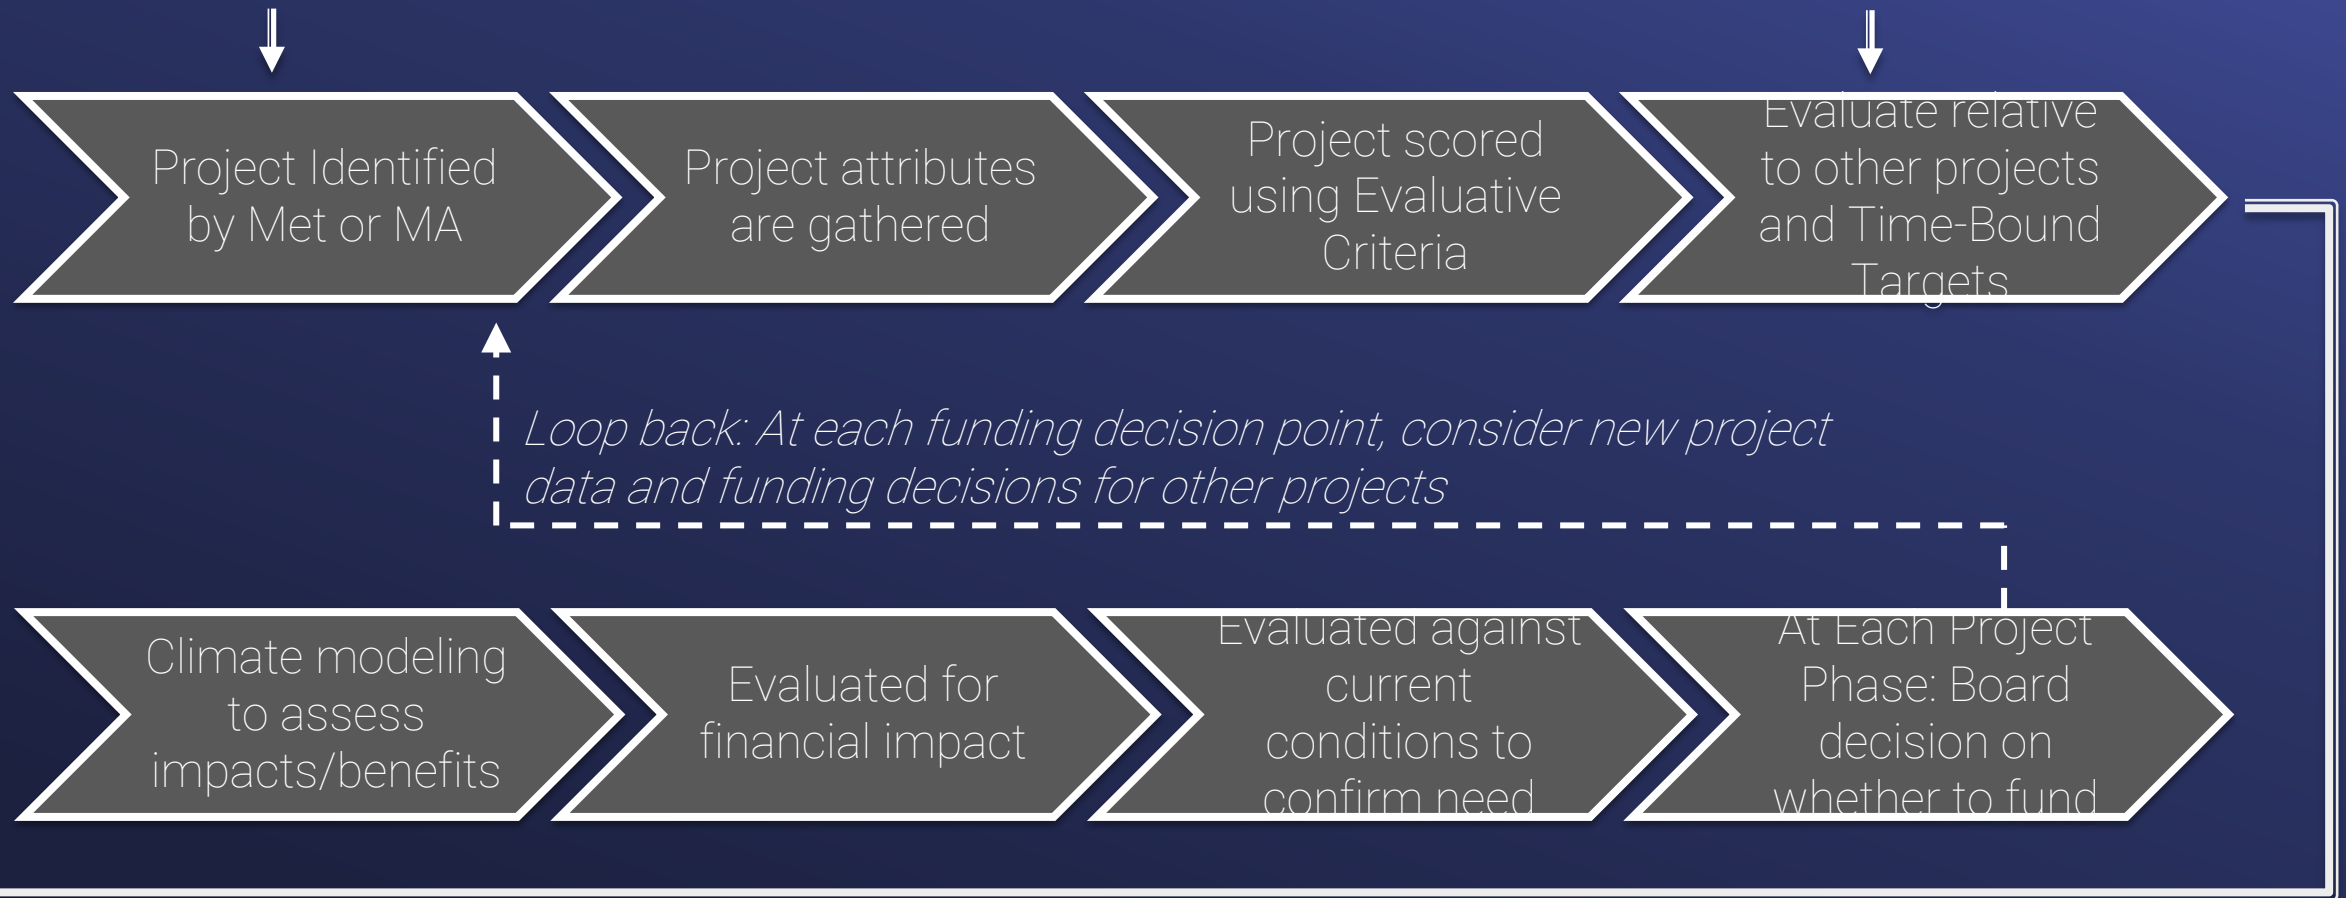 Project Identified
by Met or MA
Project attributes
are gathered
Project scored
using Evaluative
Criteria
Evaluate relative
to other projects
and Time-Bound
Targets
Loop back: At each funding decision point, consider new project
data and funding decisions for other projects
Climate modeling
to assess
impacts/benefits
Evaluated for
financial impact
Evaluated against
current
conditions to
confirm need
At Each Project
Phase: Board
decision on
whether to fund